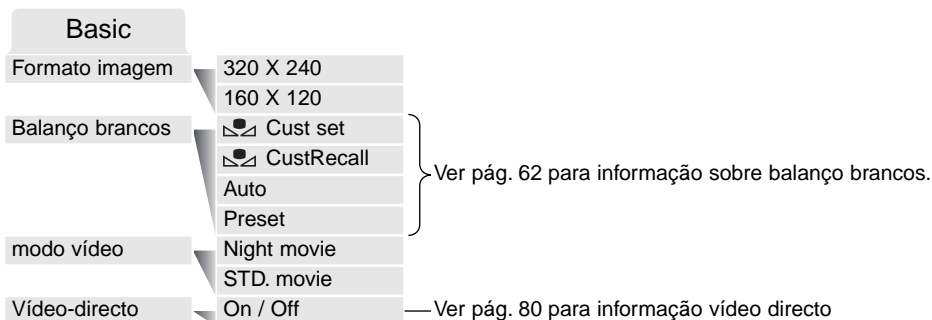 Basic
Formato imagem 320 X 240
160 X 120
Balanço brancos Cust set
CustRecall
Ver pág. 62 para informação sobre balanço brancos.
Auto
Preset
modo vídeo Night movie
STD. movie
Vídeo-directo On / Off Ver pág. 80 para informação vídeo directo